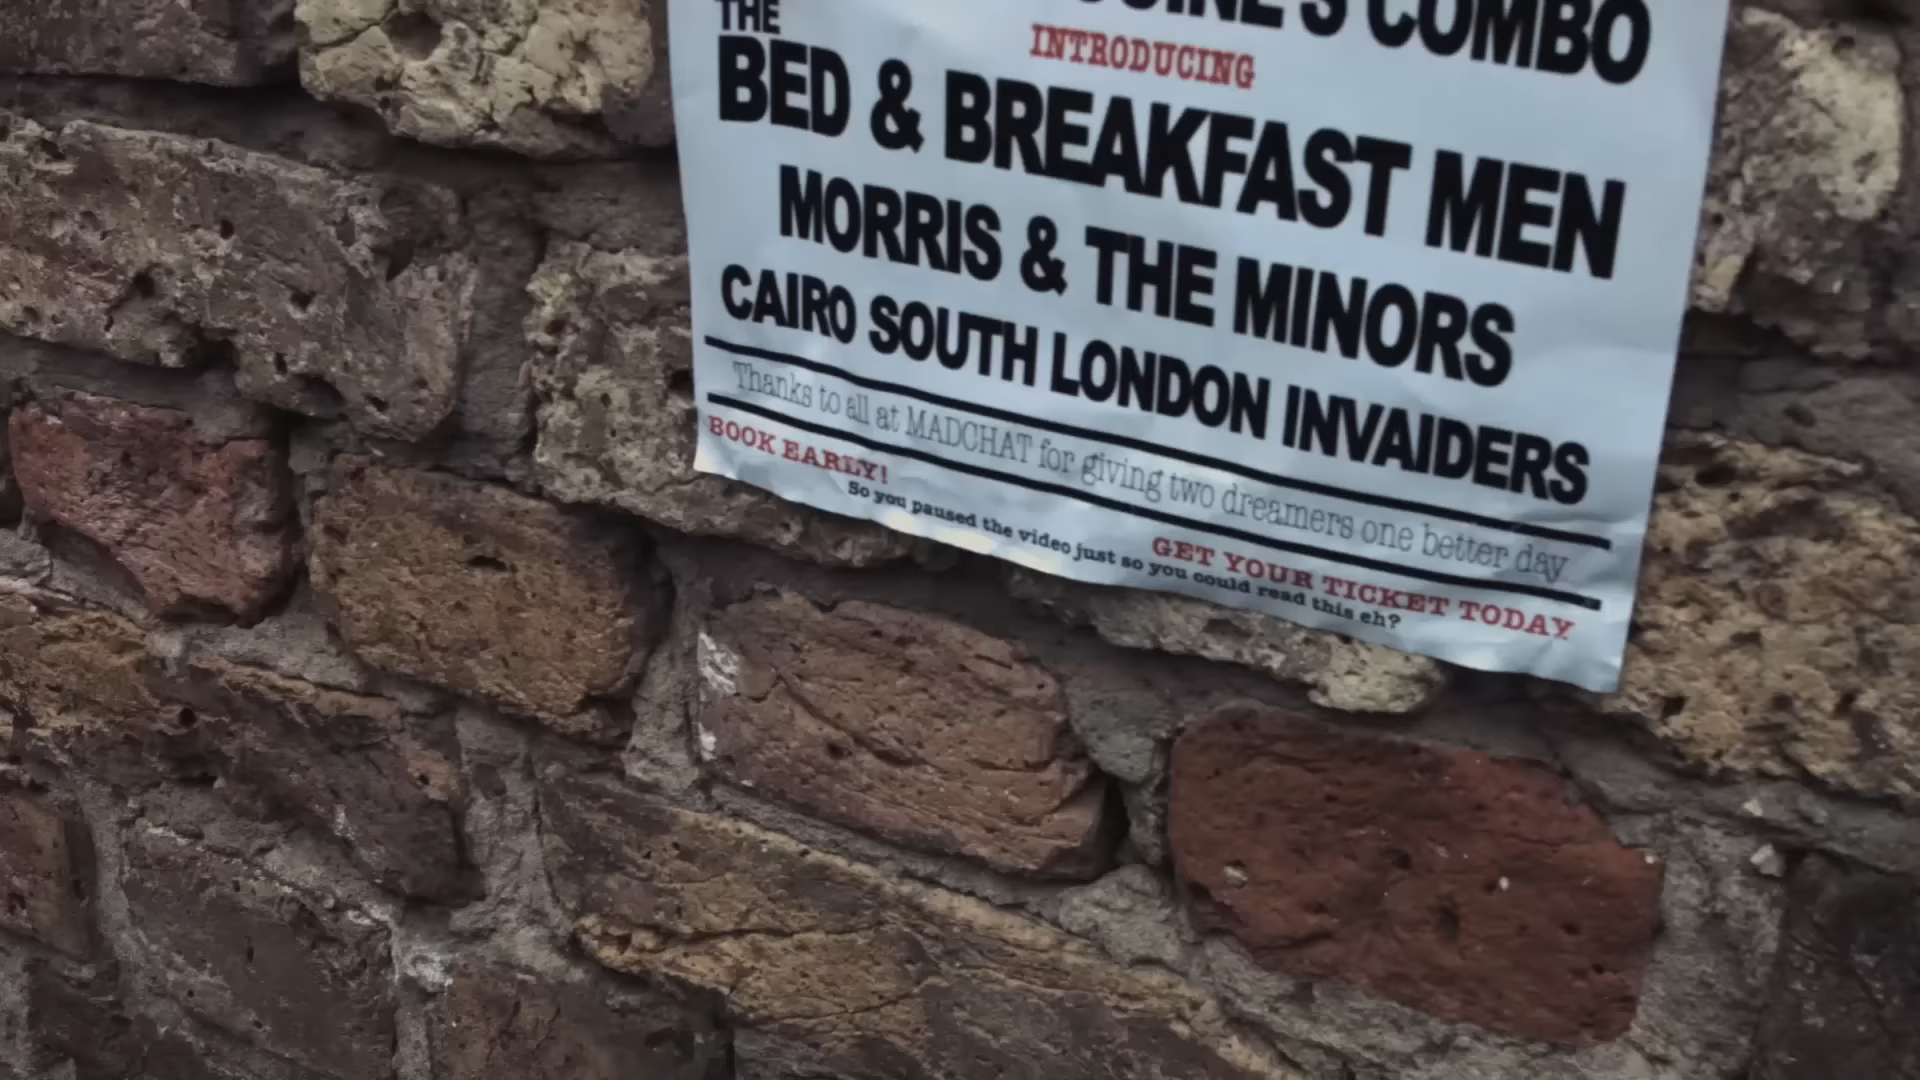 COMBO
INTRODUCING
THE
BED & BREAKFAST MEN
MORRIS & THE MINORS
CAIRO SOUTH LONDON INVAIDERS
Thanks to all at MADCHAT for giving two dreamers one better day
BOOK EARLY!
GET YOUR TICKET TODAY
So you paused the video just so you could read this eh?